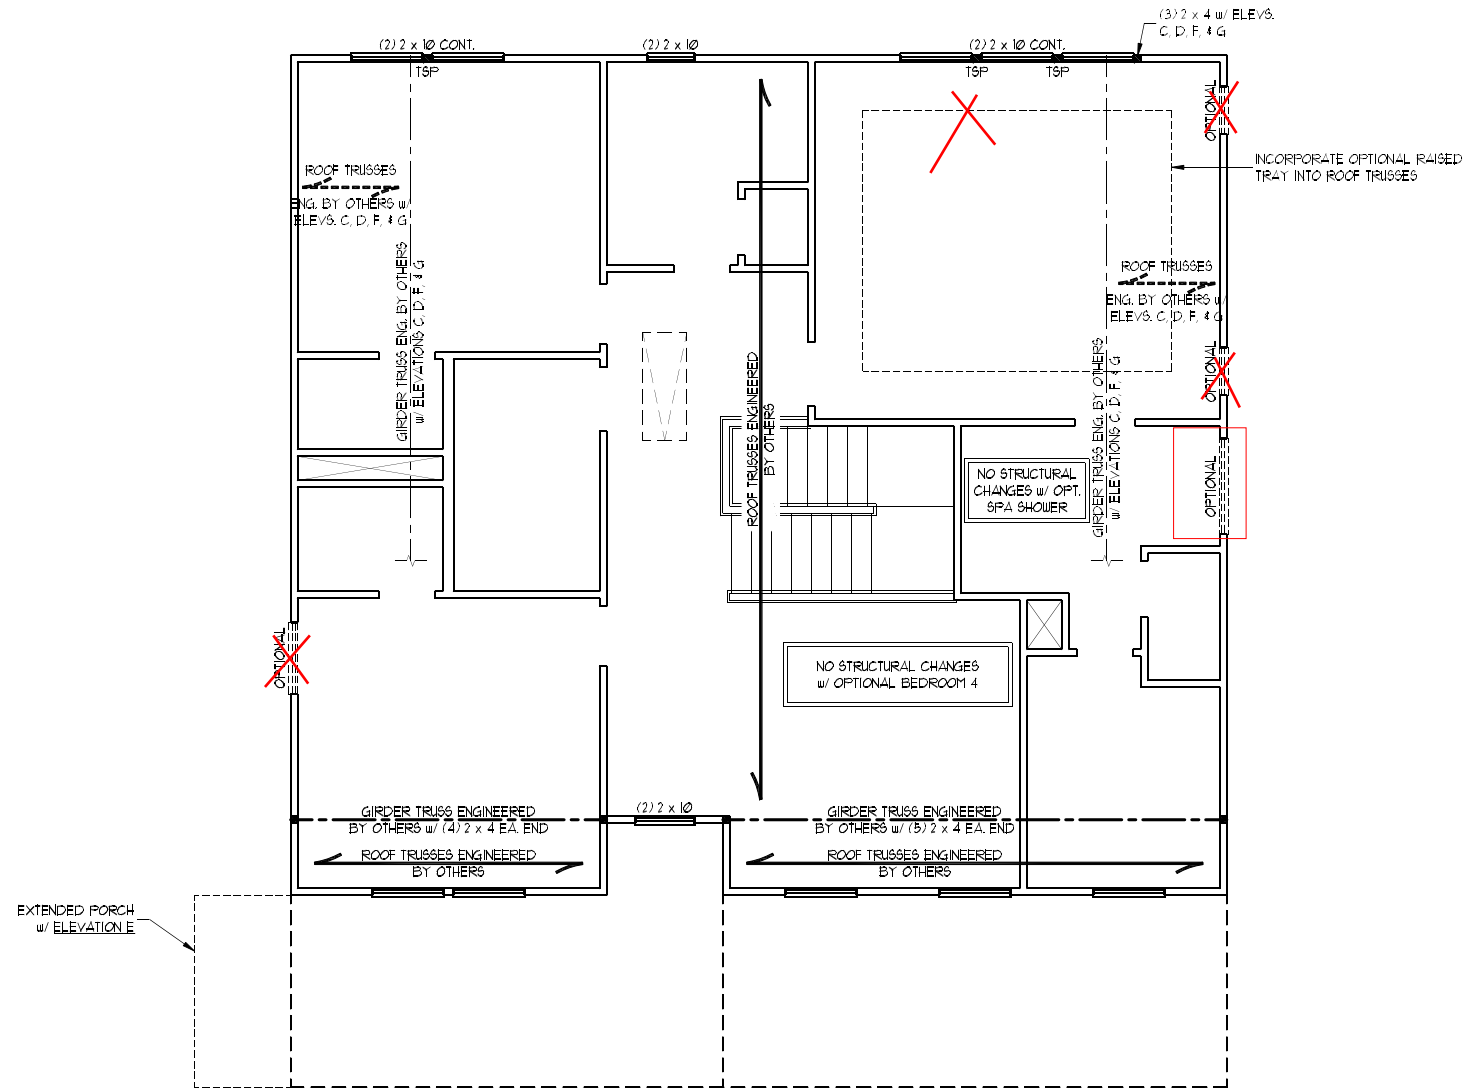 (3) 2 x 4 w/ ELEVS.
C, D, F, & G
(2) 2 x 10 CONT.
(2) 2 x 10
(2) 2 x 10 CONT.
TSP
TSP
TSP
OPTIONAL
INCORPORATE OPTIONAL RAISED
TRAY INTO ROOF TRUSSES
ROOF TRUSSES
ENG. BY OTHERS w/
ELEVS. C, D, F, & G
GIRDER TRUSS ENG. BY OTHERS
w/ ELEVATIONS C, D, F, & G
ROOF TRUSSES
ENG. BY OTHERS w/
ELEVS. C, D, F, & G
ROOF TRUSSES ENGINEERED
BY OTHERS
GIRDER TRUSS ENG. BY OTHERS
w/ ELEVATIONS C, D, F, & G
OPTIONAL
NO STRUCTURAL
CHANGES w/ OPT.
SPA SHOWER
OPTIONAL
OPTIONAL
NO STRUCTURAL CHANGES
w/ OPTIONAL BEDROOM 4
GIRDER TRUSS ENGINEERED
BY OTHERS w/ (4) 2 x 4 EA. END
(2) 2 x 10
GIRDER TRUSS ENGINEERED
BY OTHERS w/ (5) 2 x 4 EA. END
ROOF TRUSSES ENGINEERED
BY OTHERS
ROOF TRUSSES ENGINEERED
BY OTHERS
EXTENDED PORCH
w/ ELEVATION E